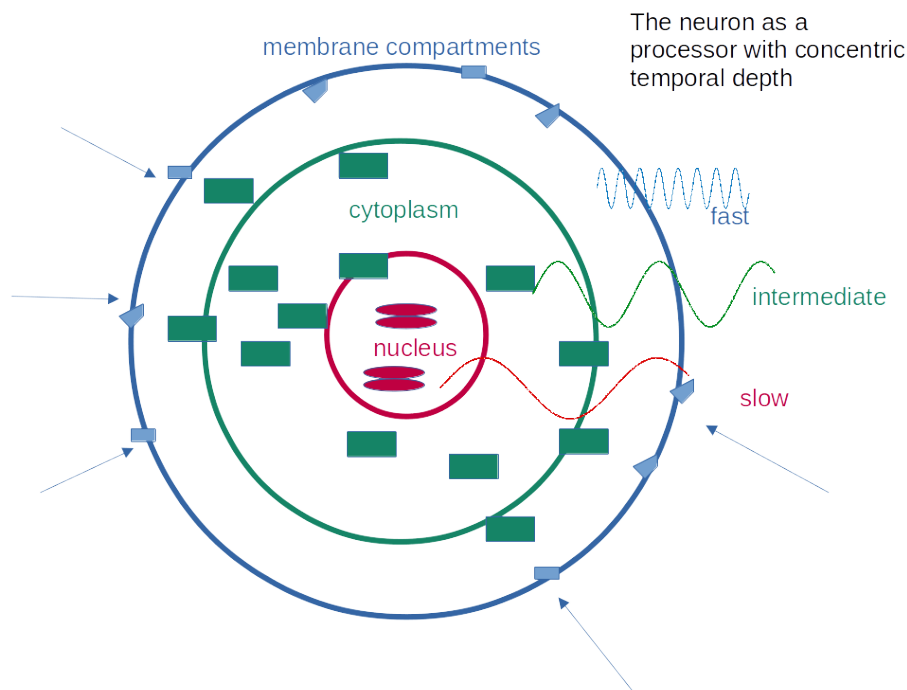 The neuron as a
processor with concentric
temporal depth
membrane compartments
cytoplasm
fast
intermediate
nucleus
slow